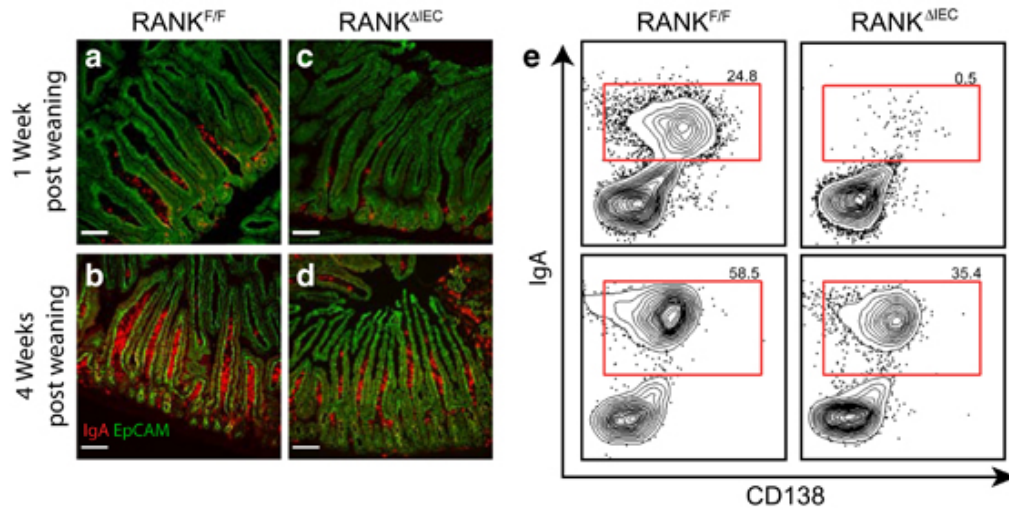 RANKF/F
RANKΔIEC
RANKF/F
RANKΔIEC
a
c
e
24.8
0.5
1 Week
post weaning
b
d
58.5
35.4
4 Weeks
post weaning
IgA EpCAM
IgA
CD138